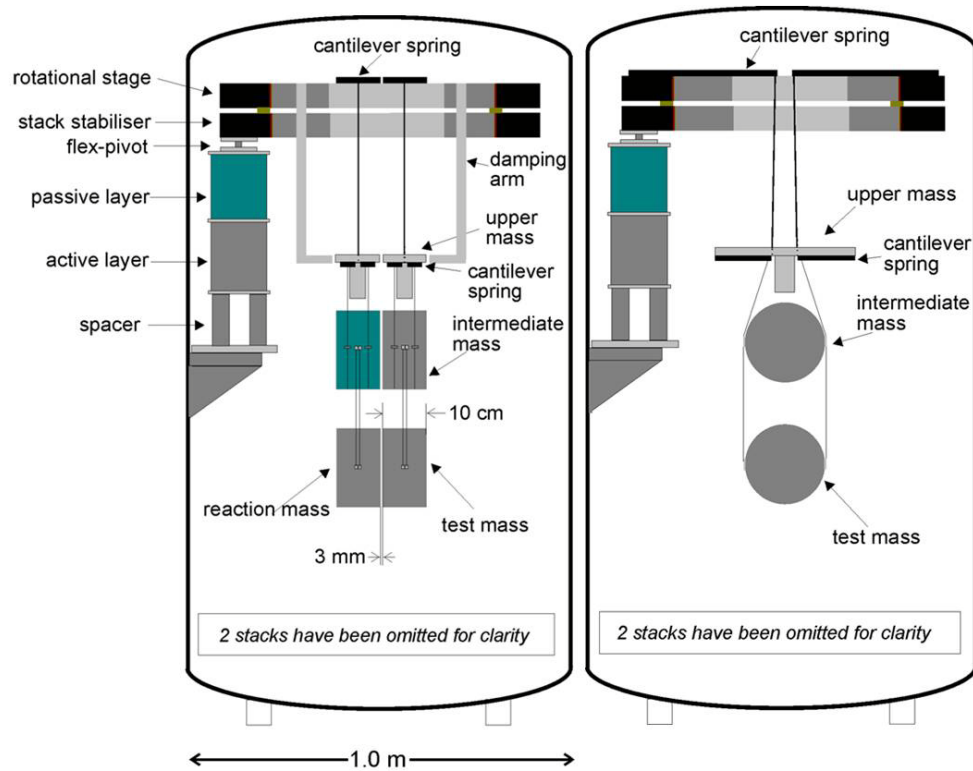 cantilever spring
rotational stage
stack stabiliser
flex-pivot
passive layer
active layer
spacer
damping
arm
upper
mass
cantilever
spring
intermediate
mass
10 cm
reaction mass
test mass
3 mm
2 stacks have been omitted for clarity
1.0 m
cantilever spring
upper mass
cantilever
spring
intermediate
mass
test mass
2 stacks have been omitted for clarity